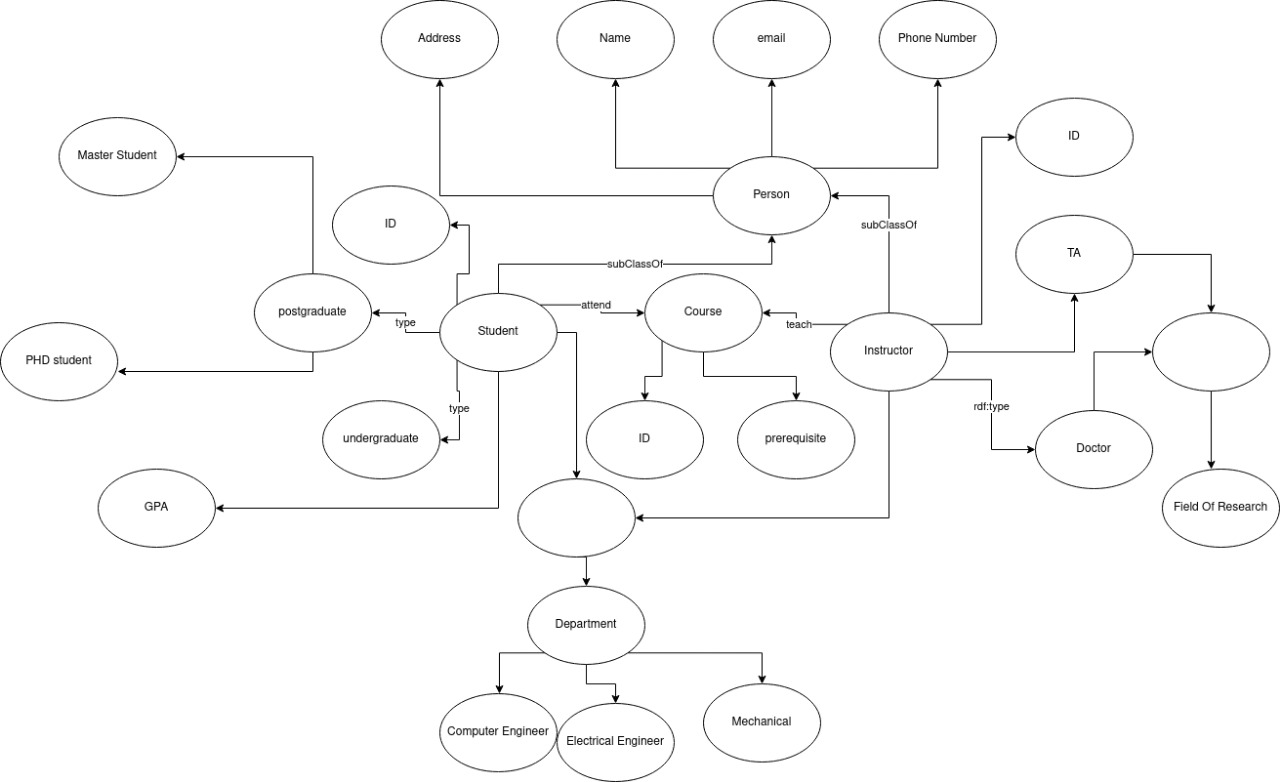 Address
Name
email
Phone Number
ID
Master Student
Person
ID
subClassOf
TA
subClassOf
attend
postgraduate
Course
type
teach
Student
Instructor
PHD student
rdf:type
type
undergraduate
ID
prerequisite
Doctor
GPA
Field Of Research
Department
Mechanical
Computer Engineer
Electrical Engineer